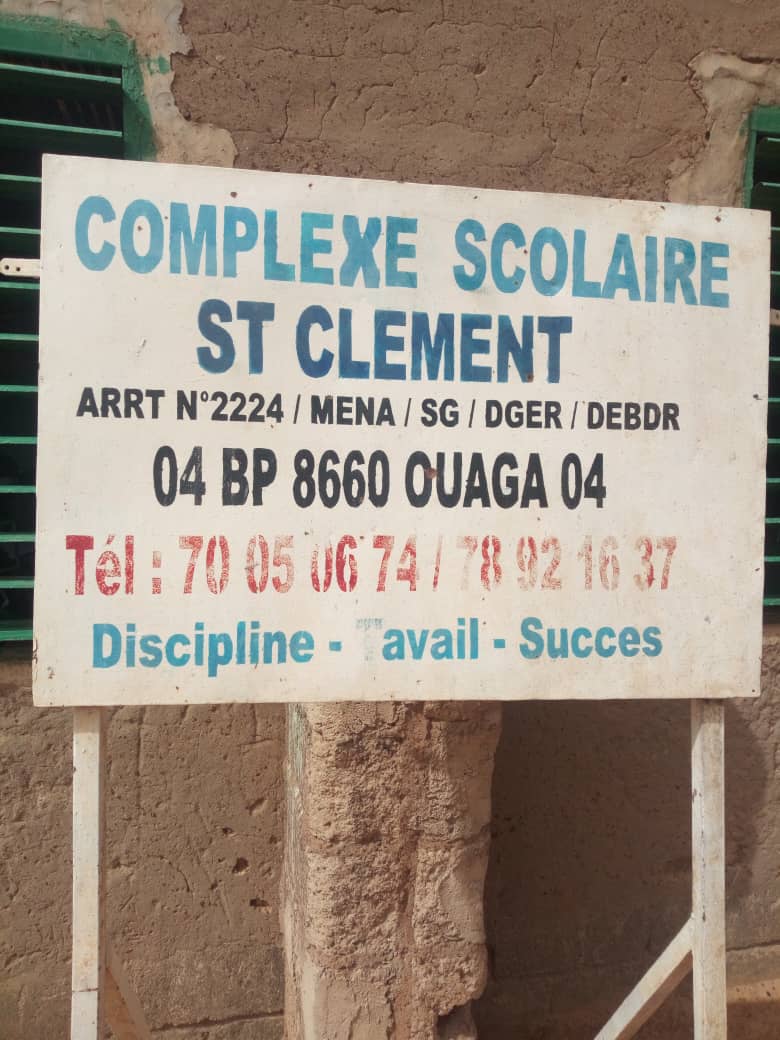 COMPLEXE SCOLAIRE
ST CLEMENT
ARRT N°2224 / MENA / SG / DGER / DEBDR
04 BP 8660 OUAGA 04
Tél : 70 05 06 74 / 78 92 16 37
Discipline - Tavail - Succes